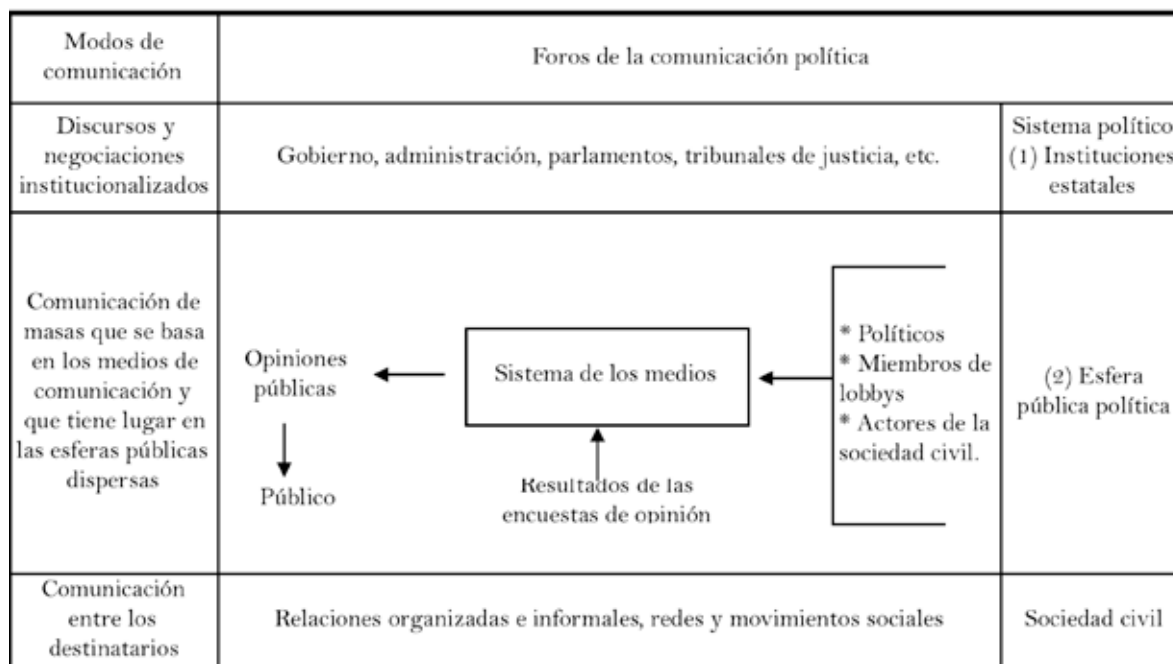 Modos de
comunicación
Foros de la comunicación política
Discursos y
negociaciones
institucionalizados
Gobierno, administración, parlamentos, tribunales de justicia, etc.
Sistema político
(1) Instituciones
estatales
Comunicación de
masas que se basa
en los medios de
comunicación y
que tiene lugar en
las esferas públicas
dispersas
Opiniones
públicas
Público
Sistema de los medios
Resultados de las
encuestas de opinión
* Políticos
* Miembros de
lobbys
* Actores de la
sociedad civil.
(2) Esfera
pública política
Comunicación
entre los
destinatarios
Relaciones organizadas e informales, redes y movimientos sociales
Sociedad civil